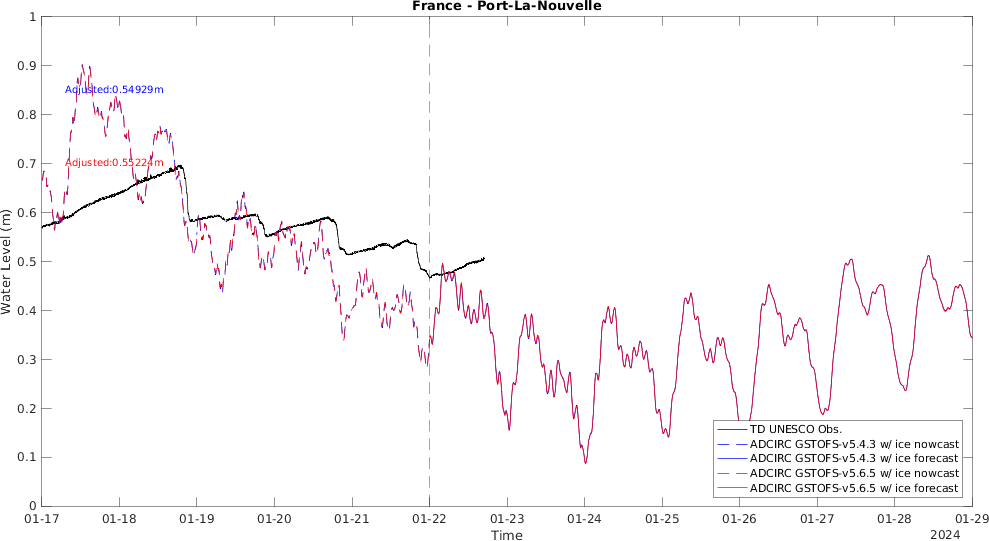 France - Port-La-Nouvelle
1
0.9
0.8
0.7
0.6
0.5
0.4
0.3
0.2
0.1
0
Water Level (m)
Adjusted:0.54929m
Adjusted:0.55224m
TD UNESCO Obs.
ADCIRC GSTOFS-v5.4.3 w/ ice nowcast
ADCIRC GSTOFS-v5.4.3 w/ ice forecast
ADCIRC GSTOFS-v5.6.5 w/ ice nowcast
ADCIRC GSTOFS-v5.6.5 w/ ice forecast
01-17 01-18 01-19 01-20 01-21 01-22 01-23 01-24 01-25 01-26 01-27 01-28 01-29
Time
2024